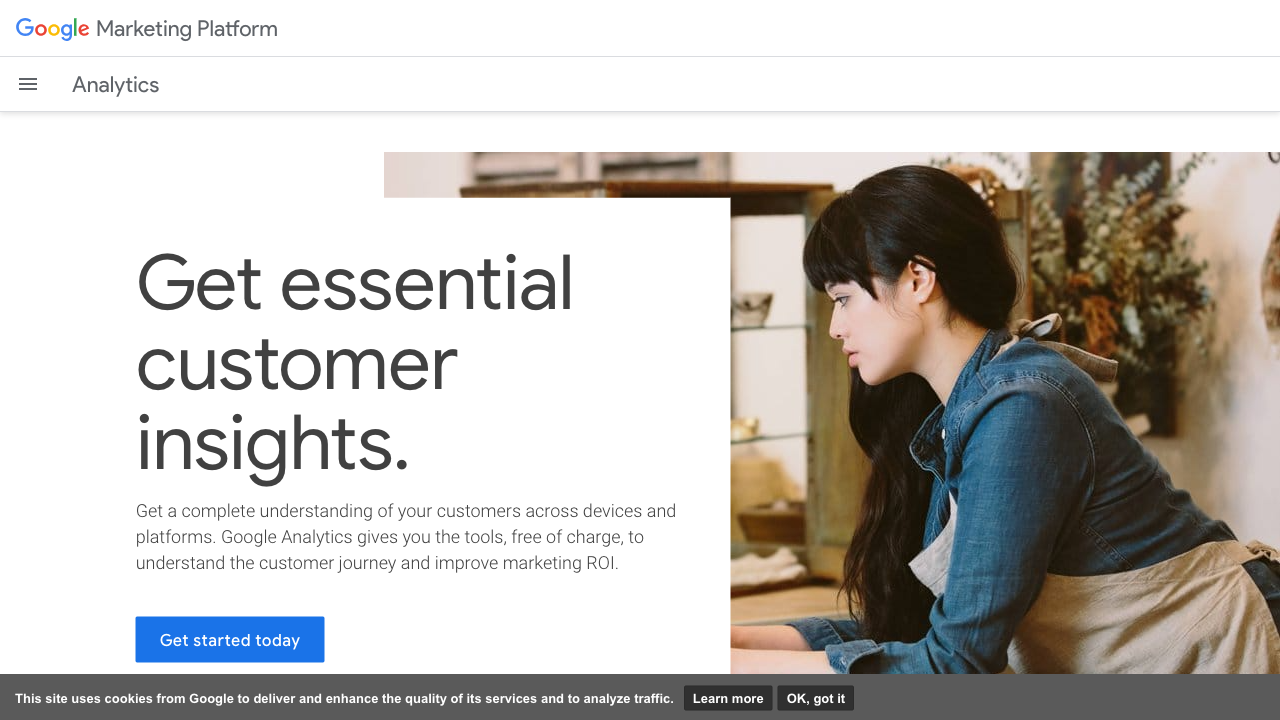 Google Marketing Platform
Analytics
Get essential
customer
insights.
Get a complete understanding of your customers across devices and
platforms. Google Analytics gives you the tools, free of charge, to
understand the customer journey and improve marketing ROI.
Get started today
This site uses cookies from Google to deliver and enhance the quality of its services and to analyze traffic. Learn more OK, got it